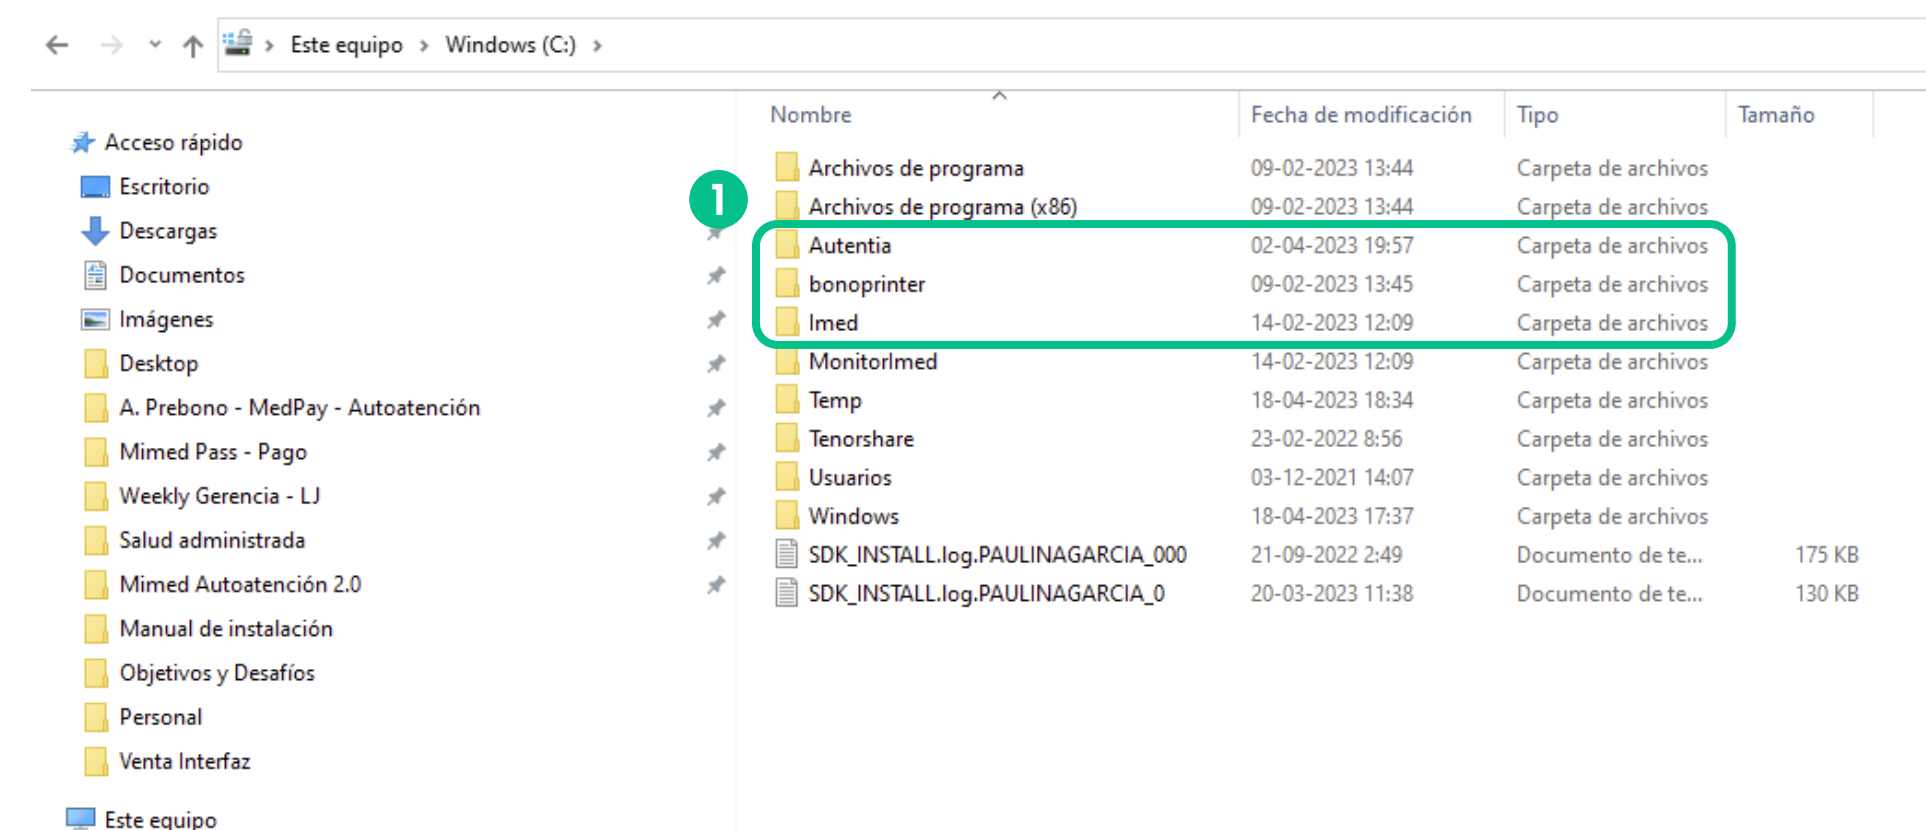 Este equipo > Windows (C:) >
Nombre Fecha de modificación Tipo Tamaño
Acceso rápido
Escritorio
Descargas
Documentos
Imágenes
Desktop
A. Prebono - MedPay - Autoatención
Mimed Pass - Pago
Weekly Gerencia - LJ
Salud administrada
Mimed Autoatención 2.0
Manual de instalación
Objetivos y Desafíos
Personal
Venta Interfaz
Este equipo
1
Archivos de programa 09-02-2023 13:44 Carpeta de archivos
Archivos de programa (x86) 09-02-2023 13:44 Carpeta de archivos
Autentia 02-04-2023 19:57 Carpeta de archivos
bonoprinter 09-02-2023 13:45 Carpeta de archivos
Imed 14-02-2023 12:09 Carpeta de archivos
MonitorImed 14-02-2023 12:09 Carpeta de archivos
Temp 18-04-2023 18:34 Carpeta de archivos
Tenorshare 23-02-2022 8:56 Carpeta de archivos
Usuarios 03-12-2021 14:07 Carpeta de archivos
Windows 18-04-2023 17:37 Carpeta de archivos
SDK_INSTALL.log.PAULINAGARCIA_000 21-09-2022 2:49 Documento de te... 175 KB
SDK_INSTALL.log.PAULINAGARCIA_0 20-03-2023 11:38 Documento de te... 130 KB